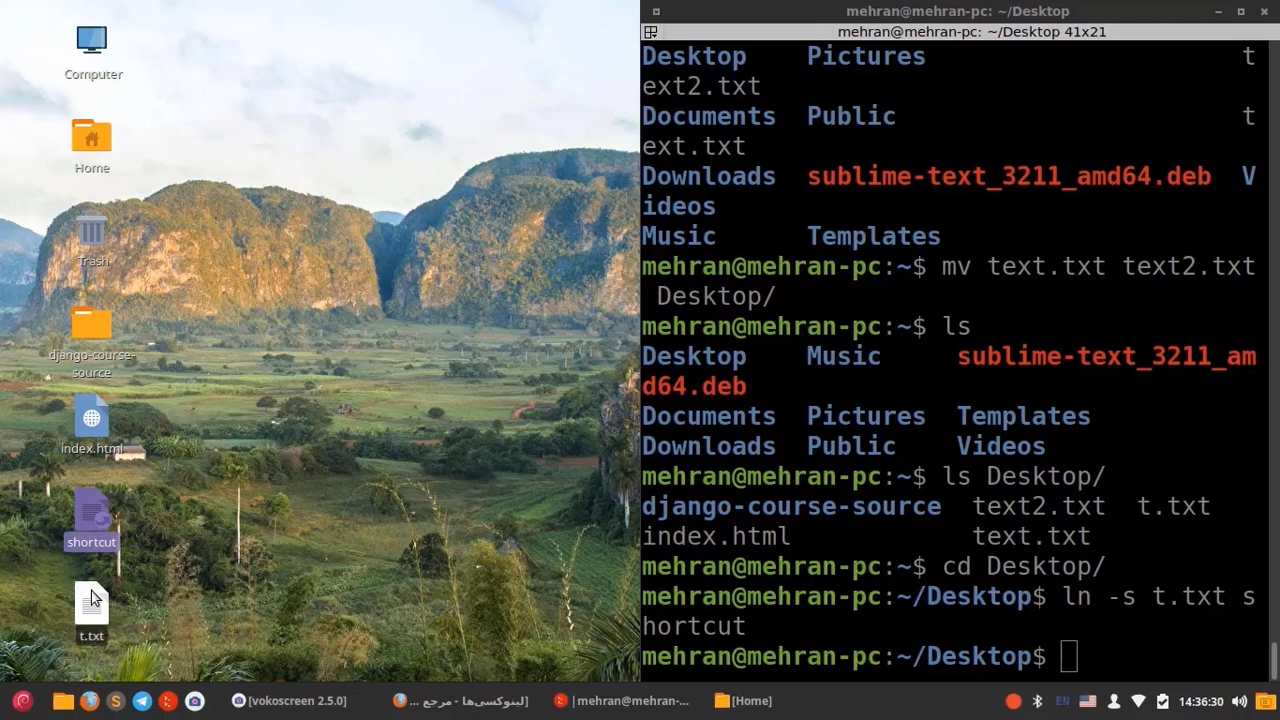 Computer
Home
Trash
django-course-
source
index.html
shortcut
t.txt
mehran@mehran-pc: ~/Desktop
mehran@mehran-pc: ~/Desktop 41x21
Desktop Pictures t
ext2.txt
Documents Public t
ext.txt
Downloads sublime-text_3211_amd64.deb V
ideos
Music Templates
mehran@mehran-pc:~$ mv text.txt text2.txt
Desktop/
mehran@mehran-pc:~$ ls
Desktop Music sublime-text_3211_am
d64.deb
Documents Pictures Templates
Downloads Public Videos
mehran@mehran-pc:~$ ls Desktop/
django-course-source text2.txt t.txt
index.html text.txt
mehran@mehran-pc:~$ cd Desktop/
mehran@mehran-pc:~/Desktop$ ln -s t.txt s
hortcut
mehran@mehran-pc:~/Desktop$
[vokoscreen 2.5.0]
[لینوکسی‌ها - مرجع ...]
| mehran@mehran-...
[Home]
EN
14:36:30